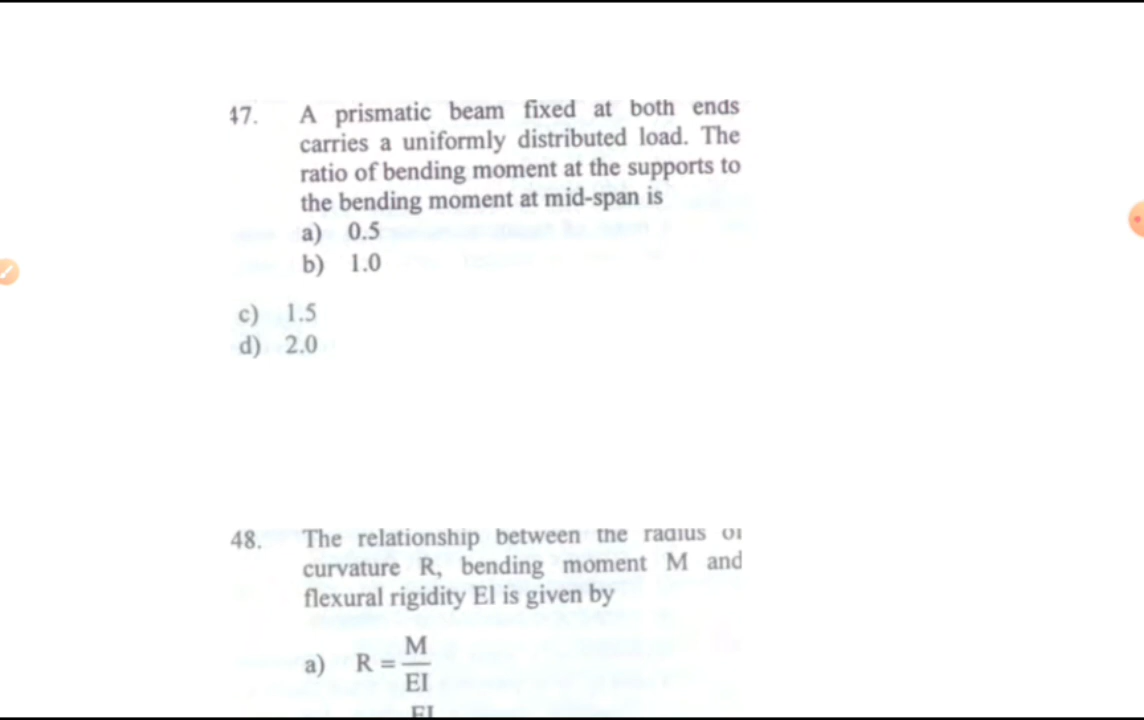 47. A prismatic beam fixed at both ends
carries a uniformly distributed load. The
ratio of bending moment at the supports to
the bending moment at mid-span is
a) 0.5
b) 1.0
c) 1.5
d) 2.0
48. The relationship between the radius of
curvature R, bending moment M and
flexural rigidity El is given by
a) R = M
EI
EI